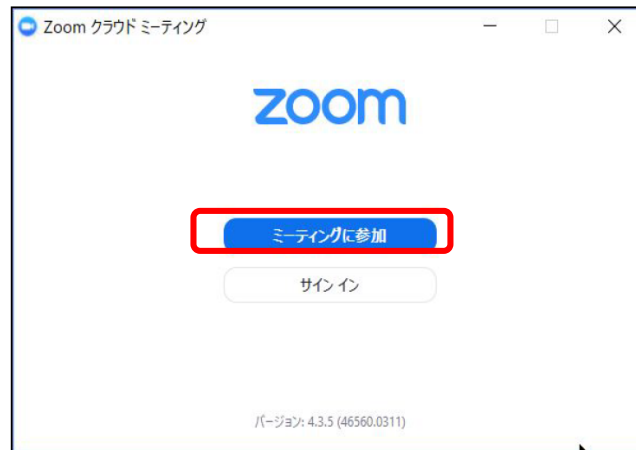 Zoom クラウド ミーティング
zoom
ミーティングに参加
サイン イン
バージョン: 4.3.5 (46560.0311)